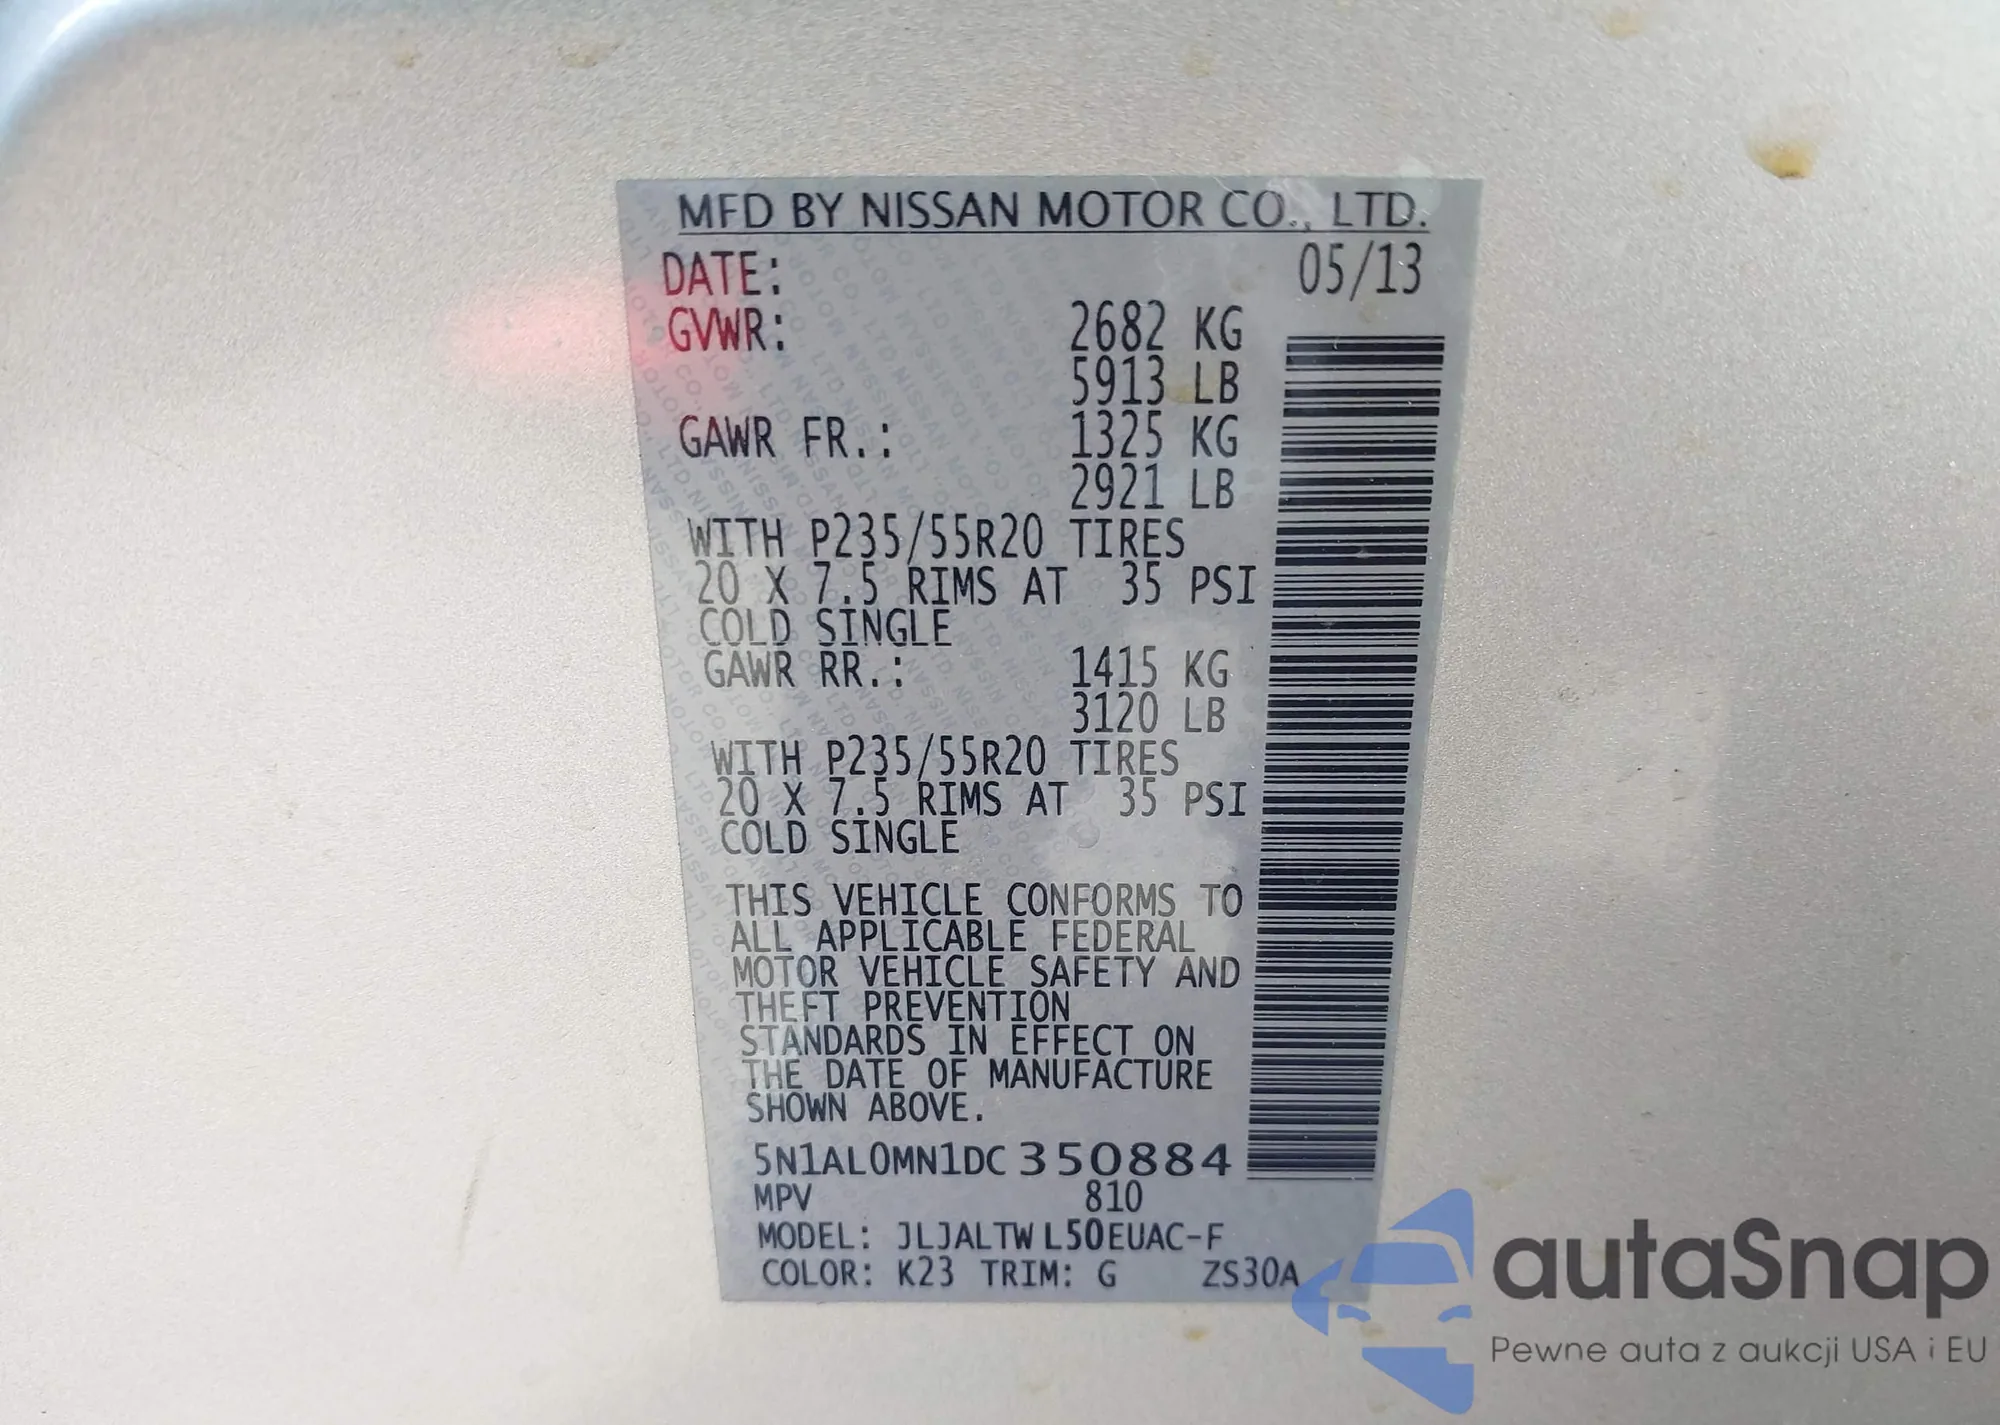 MFD BY NISSAN MOTOR CO., LTD.
DATE: 05/13
GVWR: 2682 KG
5913 LB
GAWR FR.: 1325 KG
2921 LB
WITH P235/55R20 TIRES
20 X 7.5 RIMS AT 35 PSI
COLD SINGLE
GAWR RR.: 1415 KG
3120 LB
WITH P235/55R20 TIRES
20 X 7.5 RIMS AT 35 PSI
COLD SINGLE
THIS VEHICLE CONFORMS TO
ALL APPLICABLE FEDERAL
MOTOR VEHICLE SAFETY AND
THEFT PREVENTION
STANDARDS IN EFFECT ON
THE DATE OF MANUFACTURE
SHOWN ABOVE.
5N1AL0MN1DC350884
MPV 810
MODEL: JLJALTWL50EUAC-F
COLOR: K23 TRIM: G ZS30A
autaSnap
Pewne auta z aukcji USA i EU